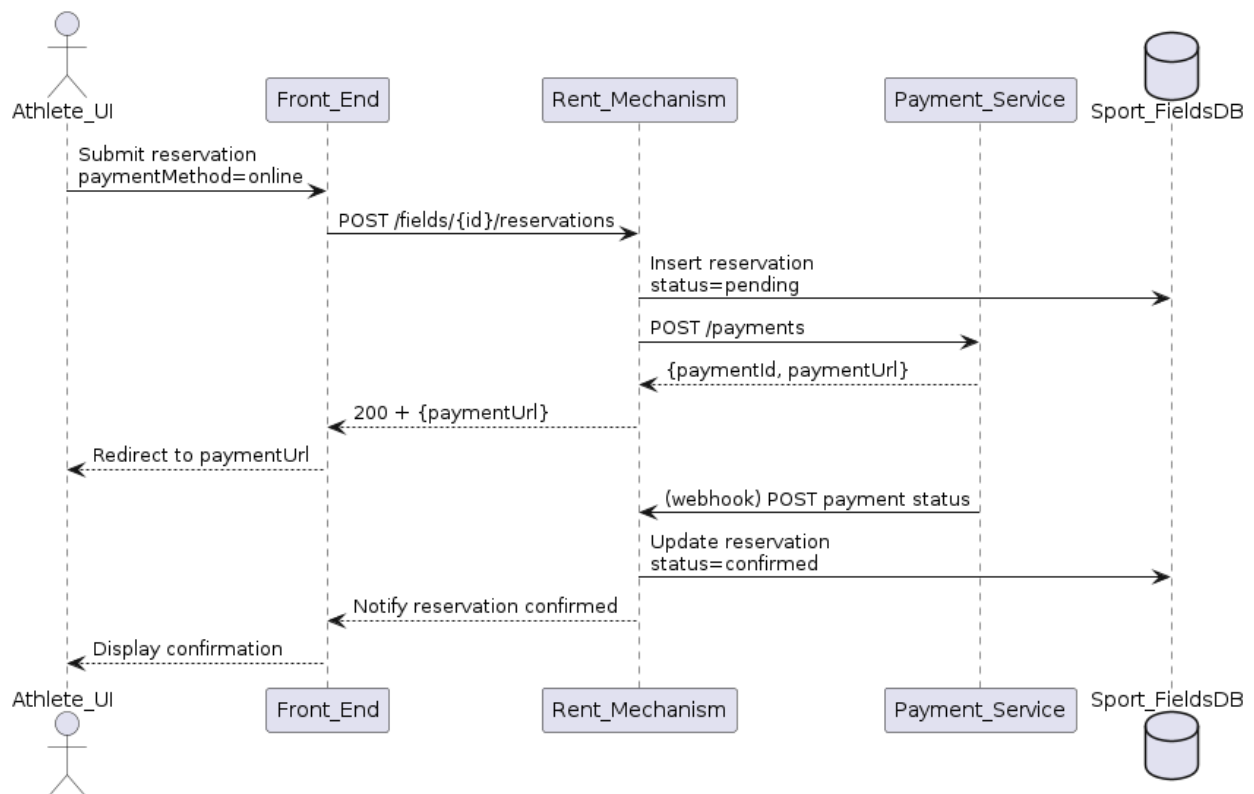 Athlete_UI
Front_End
Rent_Mechanism
Payment_Service
Sport_FieldsDB
Submit reservation
paymentMethod=online
POST /fields/{id}/reservations
Insert reservation
status=pending
POST /payments
{paymentId, paymentUrl}
200 + {paymentUrl}
Redirect to paymentUrl
(webhook) POST payment status
Update reservation
status=confirmed
Notify reservation confirmed
Display confirmation
Athlete_UI
Front_End
Rent_Mechanism
Payment_Service
Sport_FieldsDB